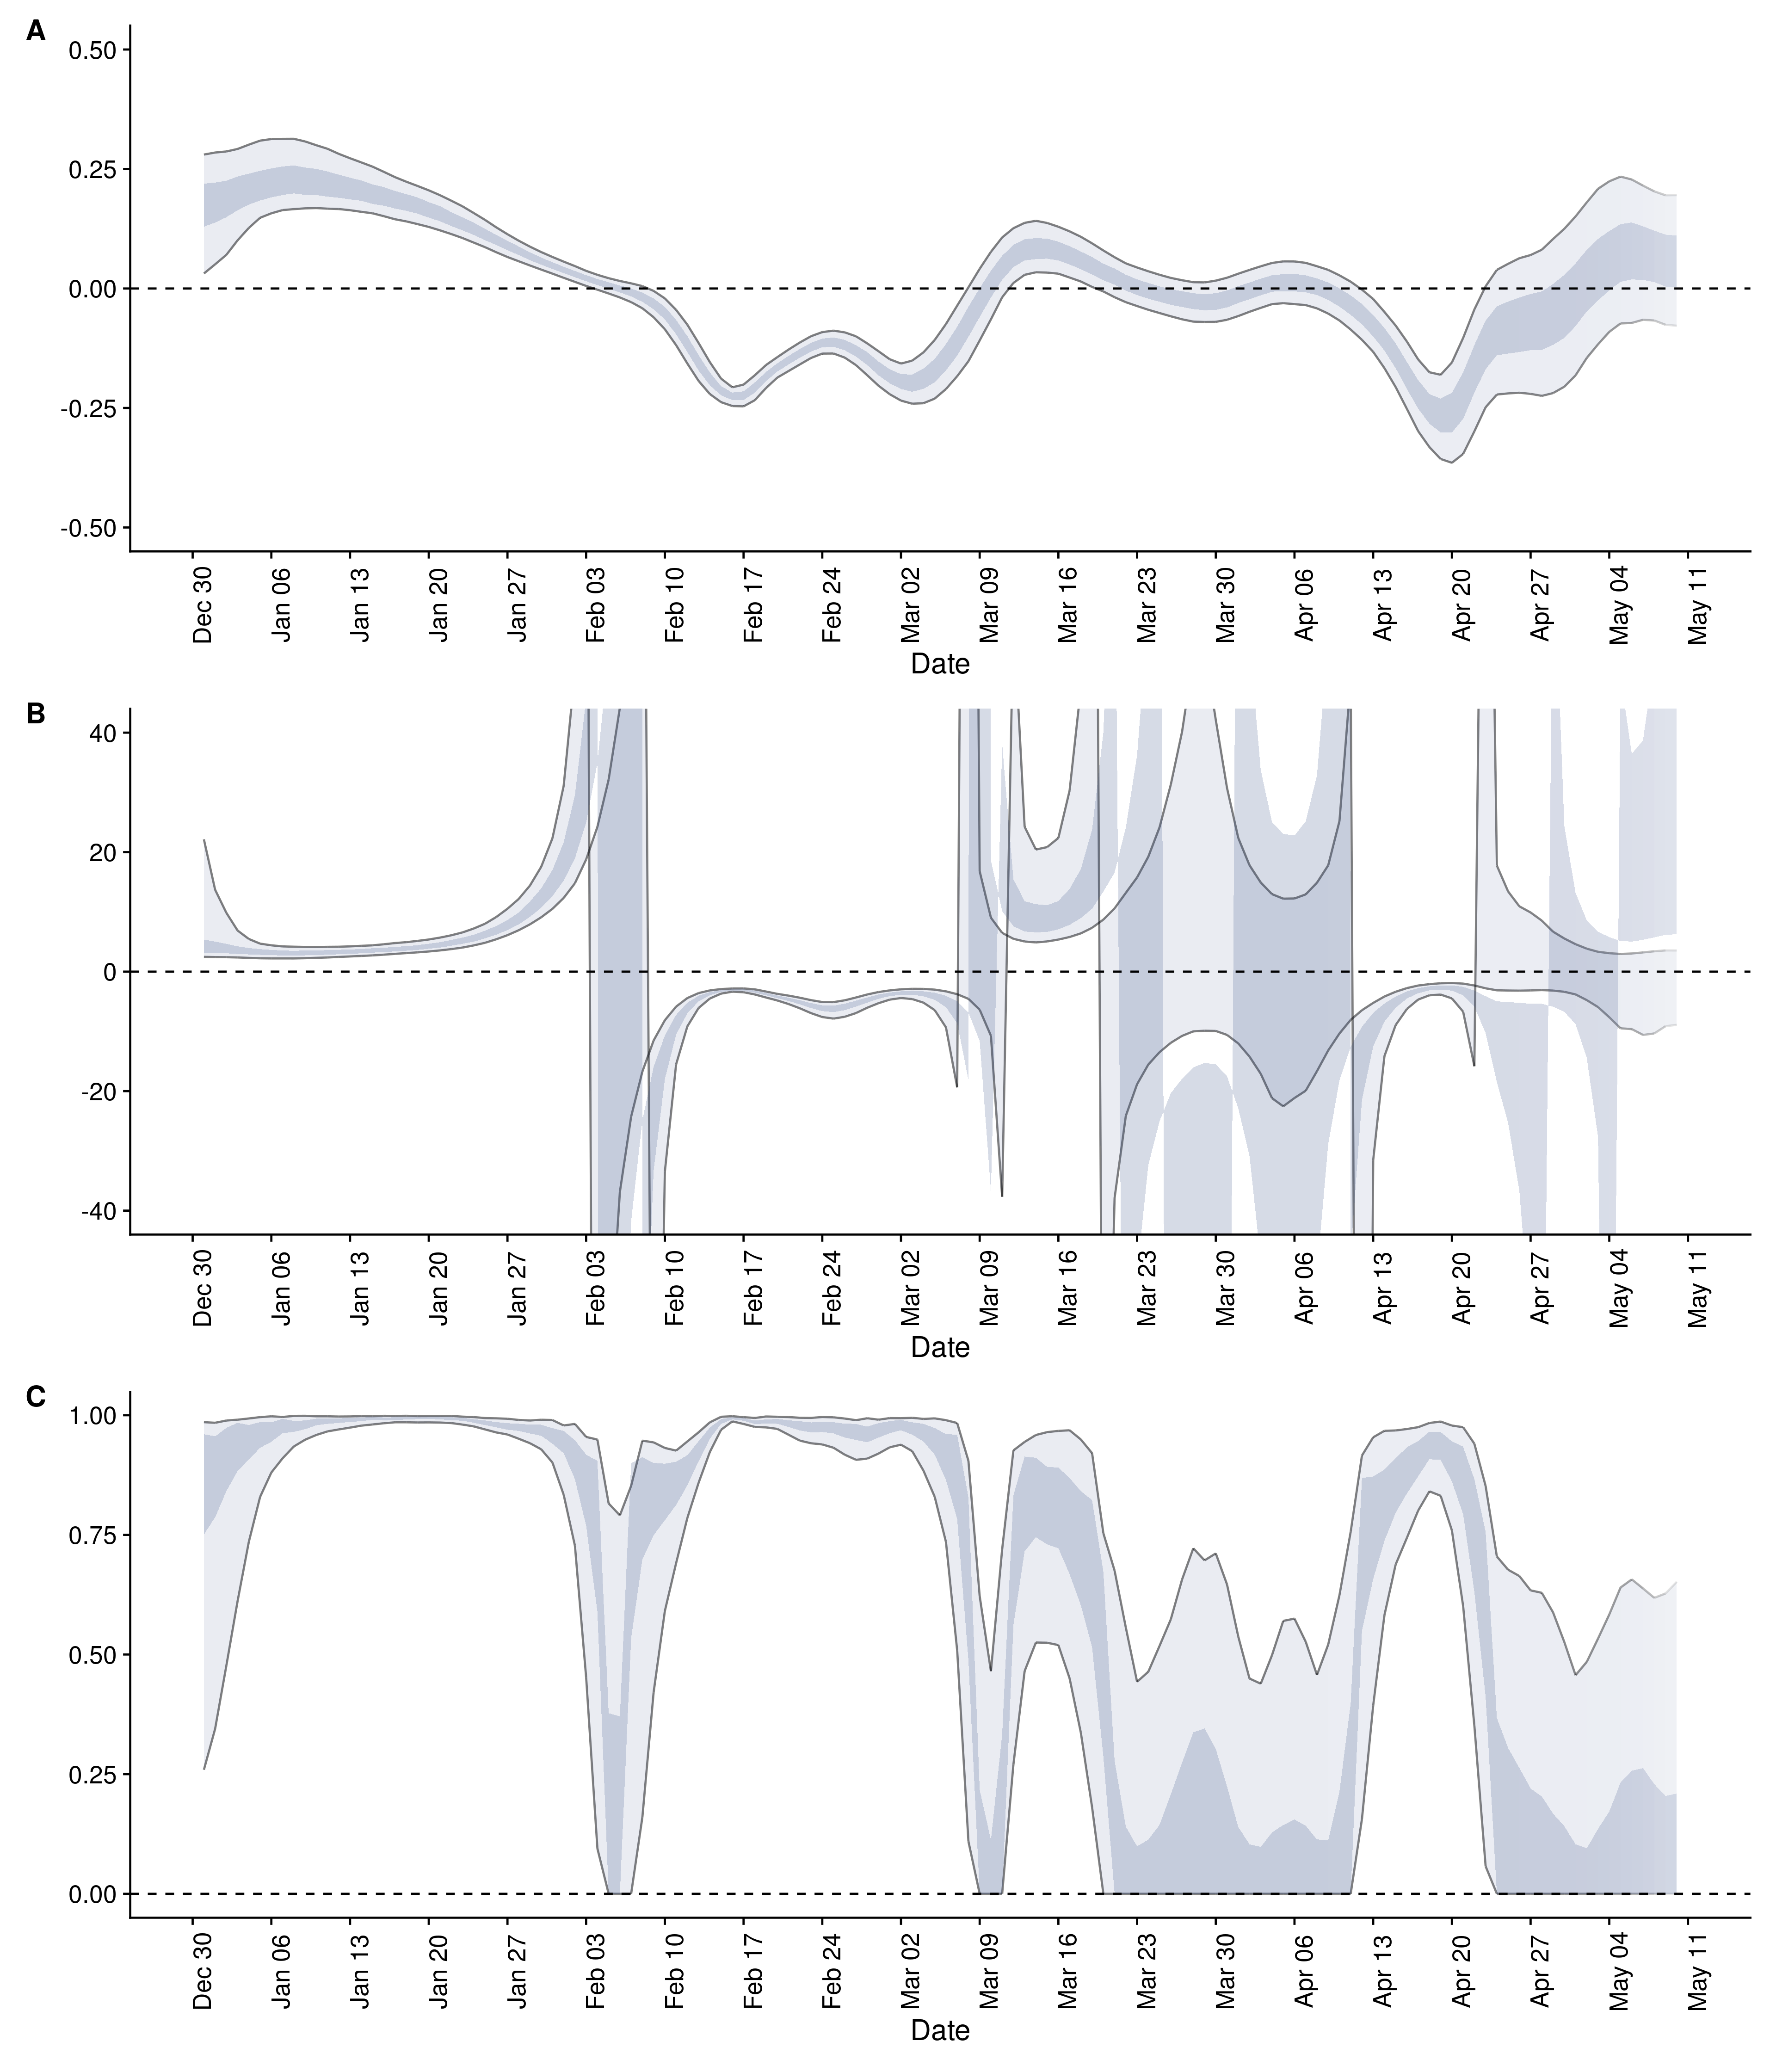 A
0.50
0.25
0.00
-0.25
-0.50
Dec 30
Jan 06
Jan 13
Jan 20
Jan 27
Feb 03
Feb 10
Feb 17
Feb 24
Mar 02
Mar 09
Mar 16
Mar 23
Mar 30
Apr 06
Apr 13
Apr 20
Apr 27
May 04
May 11
Date
B
40
20
0
-20
-40
Dec 30
Jan 06
Jan 13
Jan 20
Jan 27
Feb 03
Feb 10
Feb 17
Feb 24
Mar 02
Mar 09
Mar 16
Mar 23
Mar 30
Apr 06
Apr 13
Apr 20
Apr 27
May 04
May 11
Date
C
1.00
0.75
0.50
0.25
0.00
Dec 30
Jan 06
Jan 13
Jan 20
Jan 27
Feb 03
Feb 10
Feb 17
Feb 24
Mar 02
Mar 09
Mar 16
Mar 23
Mar 30
Apr 06
Apr 13
Apr 20
Apr 27
May 04
May 11
Date